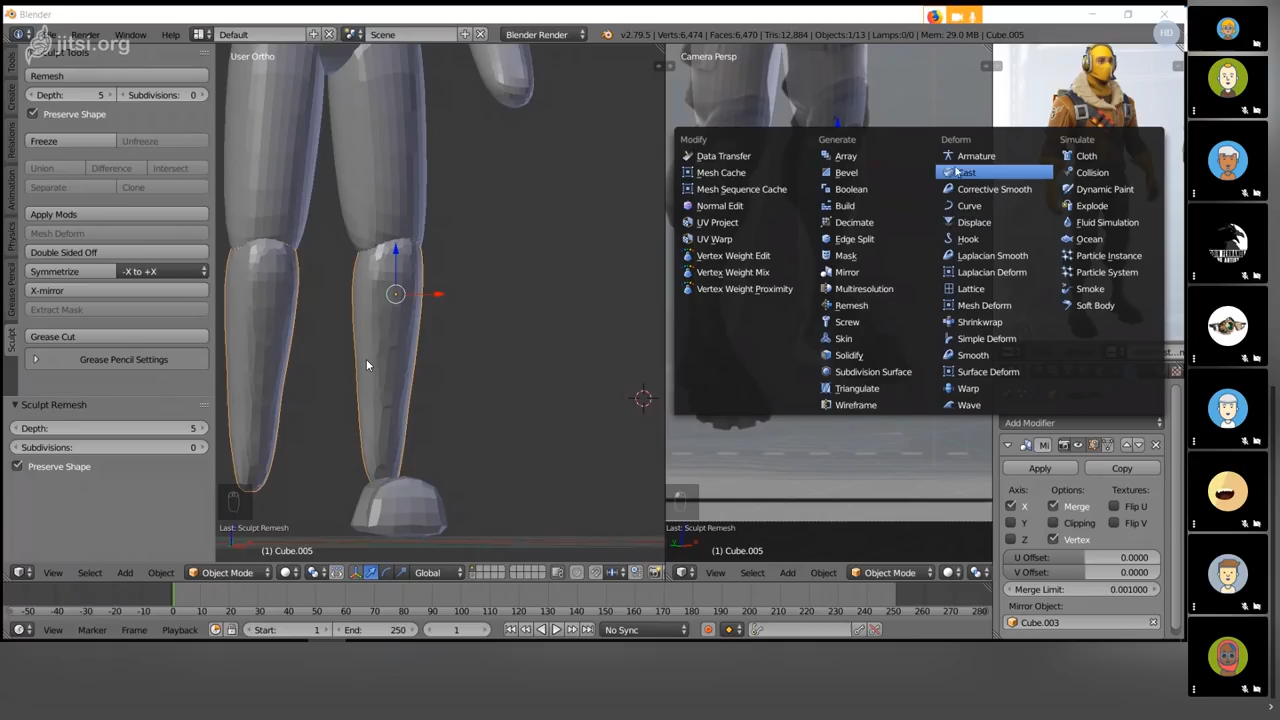 Blender
jitsi.org
Window
Help
Default
Scene
Blender Render
v2.79.5 | Verts:6,474 | Faces:6,470 | Tris:12,884 | Objects:1/13 | Lamps:0/0 | Mem: 29.0 MB | Cube.005
HD
Sculpt Tools
Remesh
Depth: 5
Subdivisions: 0
Preserve Shape
Freeze
Unfreeze
Union
Difference
Intersect
Separate
Clone
Apply Mods
Mesh Deform
Double Sided Off
Symmetrize
-X to +X
X-mirror
Extract Mask
Grease Cut
Grease Pencil Settings
Sculpt Remesh
Depth: 5
Subdivisions: 0
Preserve Shape
Tools
Create
Relations
Animation
Physics
Grease Pencil
Sculpt
User Ortho
Last: Sculpt Remesh
(1) Cube.005
Camera Persp
Last: Sculpt Remesh
(1) Cube.005
Modify
Data Transfer
Mesh Cache
Mesh Sequence Cache
Normal Edit
UV Project
UV Warp
Vertex Weight Edit
Vertex Weight Mix
Vertex Weight Proximity
Generate
Array
Bevel
Boolean
Build
Decimate
Edge Split
Mask
Mirror
Multiresolution
Remesh
Screw
Skin
Solidify
Subdivision Surface
Triangulate
Wireframe
Deform
Armature
Cast
Corrective Smooth
Curve
Displace
Hook
Laplacian Smooth
Laplacian Deform
Lattice
Mesh Deform
Shrinkwrap
Simple Deform
Smooth
Surface Deform
Warp
Wave
Simulate
Cloth
Collision
Dynamic Paint
Explode
Fluid Simulation
Ocean
Particle Instance
Particle System
Smoke
Soft Body
Add Modifier
Mi
Apply
Copy
Axis:
Options:
Textures:
X
Merge
Flip U
Y
Clipping
Flip V
Z
Vertex
U Offset: 0.0000
V Offset: 0.0000
Merge Limit: 0.001000
Mirror Object:
Cube.003
View
Select
Add
Object
Object Mode
Global
View
Select
Add
Object
Object Mode
-50 -40 -30 -20 -10 0 10 20 30 40 50 60 70 80 90 100 110 120 130 140 150 160 170 180 190 200 210 220 230 240 250 260 270 280
View
Marker
Frame
Playback
Start: 1
End: 250
1
No Sync